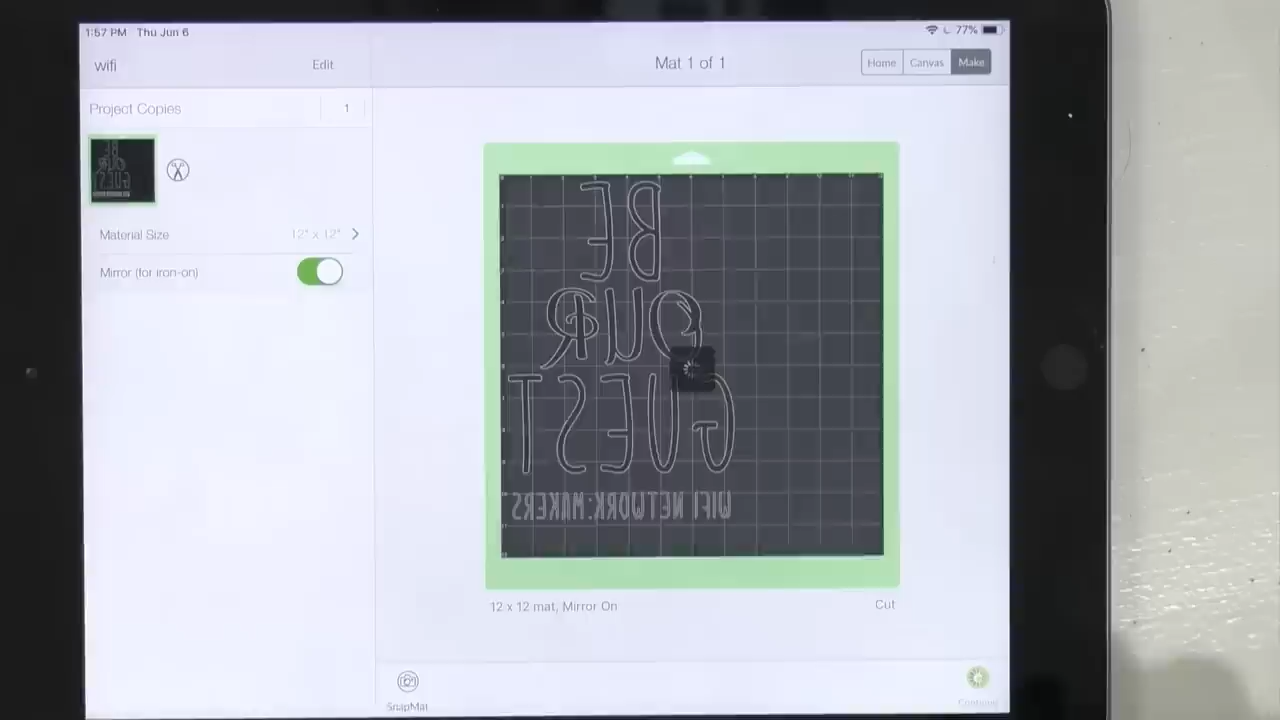 1:57 PM Thu Jun 6
77%
wifi
Edit
Mat 1 of 1
Home
Canvas
Make
Project Copies
1
Material Size
12" x 12"
Mirror (for iron-on)
BE
OUR
GUEST
WIFI NETWORK:MAKERS
12 x 12 mat, Mirror On
Cut
SnapMat
Continue